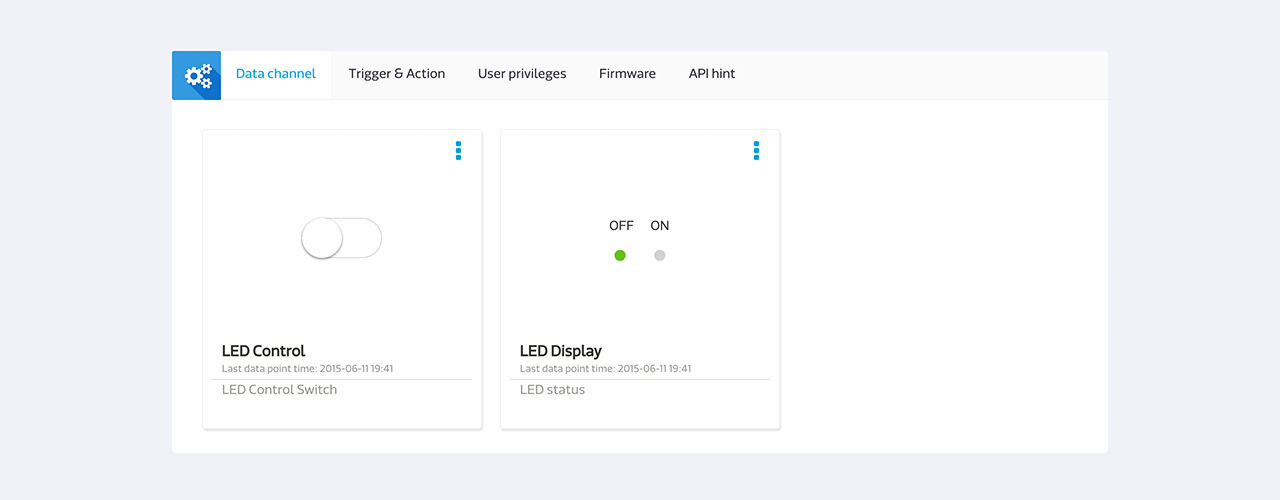 Data channel
Trigger & Action
User privileges
Firmware
API hint
OFF ON
LED Control
Last data point time: 2015-06-11 19:41
LED Control Switch
LED Display
Last data point time: 2015-06-11 19:41
LED status